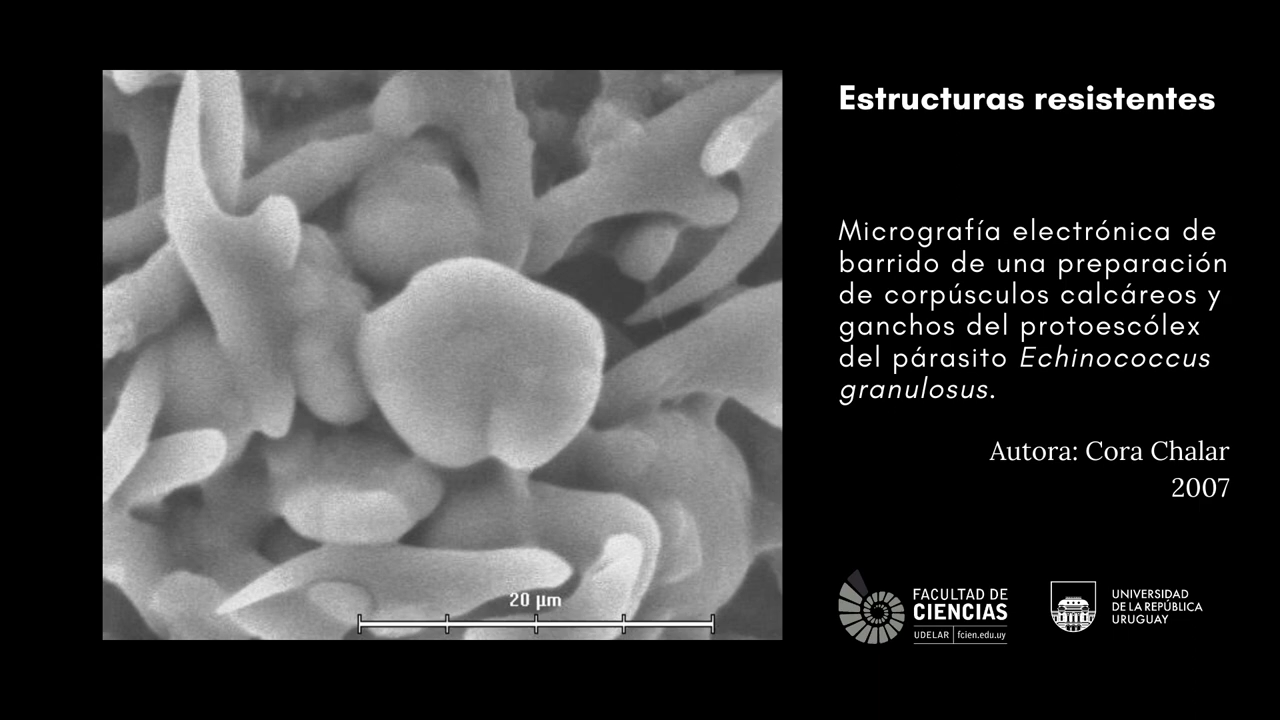 Estructuras resistentes
Micrografía electrónica de
barrido de una preparación
de corpúsculos calcáreos y
ganchos del protoescólex
del párasito Echinococcus
granulosus.
Autora: Cora Chalar
2007
20 µm
FACULTAD DE
CIENCIAS
UDELAR fcien.edu.uy
UNIVERSIDAD
DE LA REPÚBLICA
URUGUAY